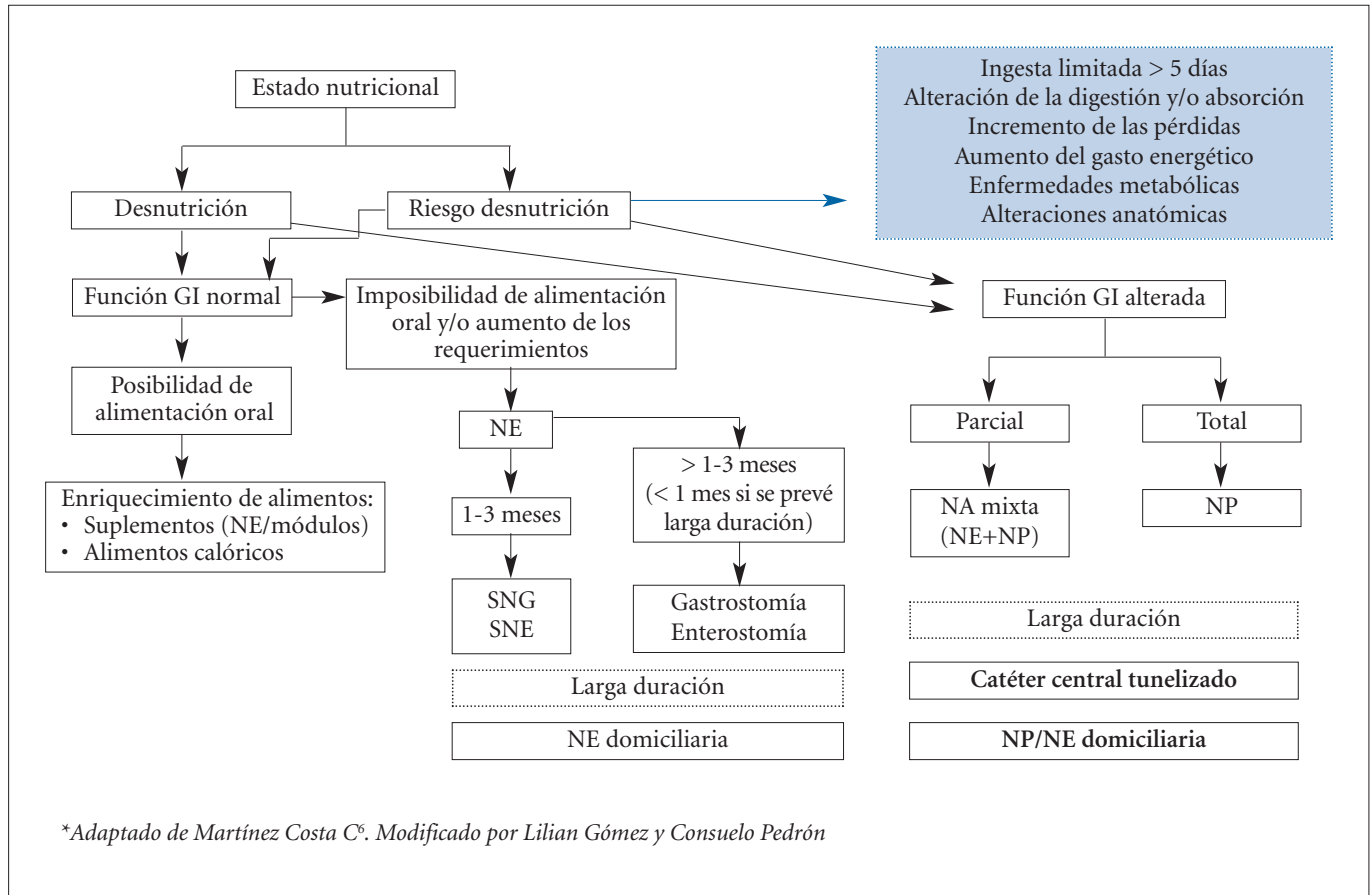 Estado nutricional
Ingesta limitada > 5 días
Alteración de la digestión y/o absorción
Incremento de las pérdidas
Aumento del gasto energético
Enfermedades metabólicas
Alteraciones anatómicas
Desnutrición
Riesgo desnutrición
Función GI normal
Imposibilidad de alimentación
oral y/o aumento de los
requerimientos
Función GI alterada
Posibilidad de
alimentación oral
NE
Parcial
Total
Enriquecimiento de alimentos:
• Suplementos (NE/módulos)
• Alimentos calóricos
1-3 meses
> 1-3 meses
(< 1 mes si se prevé
larga duración)
NA mixta
(NE+NP)
NP
SNG
SNE
Gastrostomía
Enterostomía
Larga duración
NE domiciliaria
Larga duración
Catéter central tunelizado
NP/NE domiciliaria
*Adaptado de Martínez Costa C⁶. Modificado por Lilian Gómez y Consuelo Pedrón